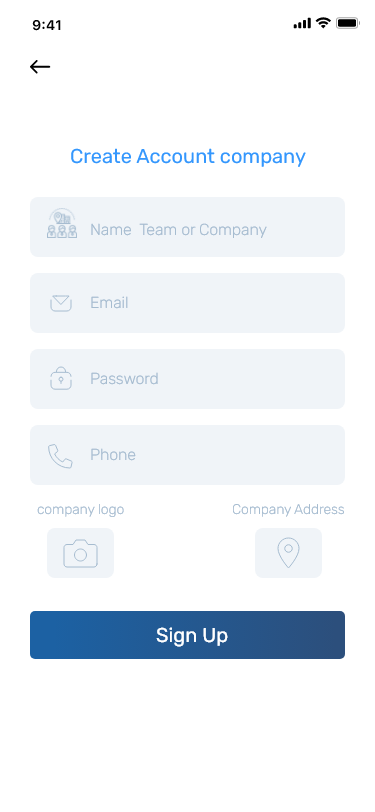 9:41
Create Account company
Name Team or Company
Email
Password
Phone
company logo
Company Address
Sign Up